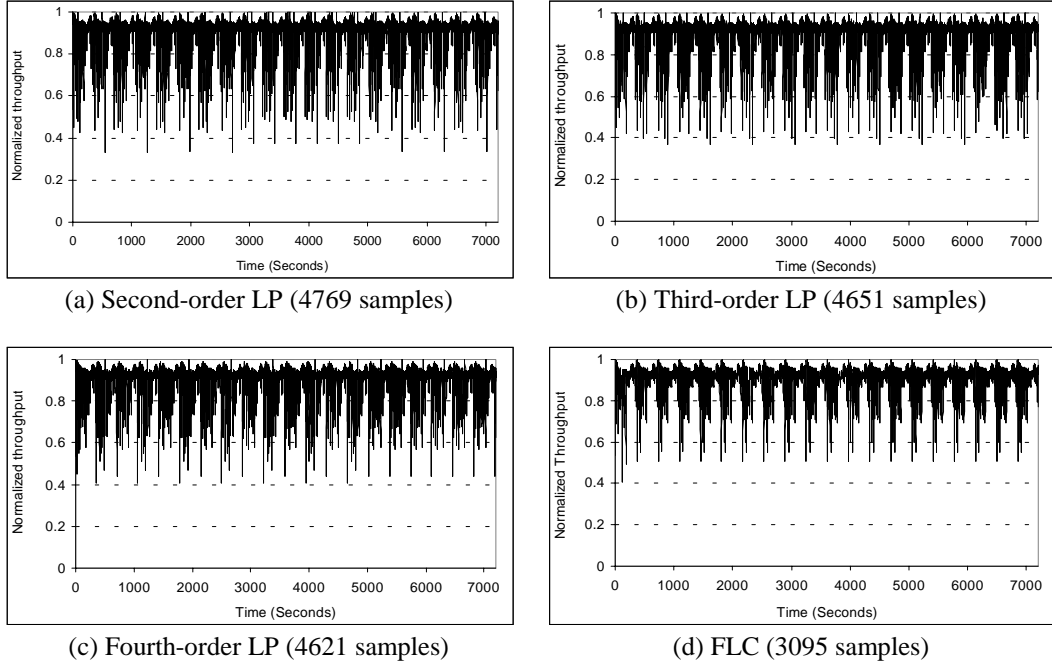 1
0.8
0.6
0.4
0.2
0
Normalized throughput
0 1000 2000 3000 4000 5000 6000 7000
Time (Seconds)
(a) Second-order LP (4769 samples)
1
0.8
0.6
0.4
0.2
0
Normalized throughput
0 1000 2000 3000 4000 5000 6000 7000
Time (Seconds)
(b) Third-order LP (4651 samples)
1
0.8
0.6
0.4
0.2
0
Normalized throughput
0 1000 2000 3000 4000 5000 6000 7000
Time (Seconds)
(c) Fourth-order LP (4621 samples)
1
0.8
0.6
0.4
0.2
0
Normalized Throughput
0 1000 2000 3000 4000 5000 6000 7000
Time (Seconds)
(d) FLC (3095 samples)